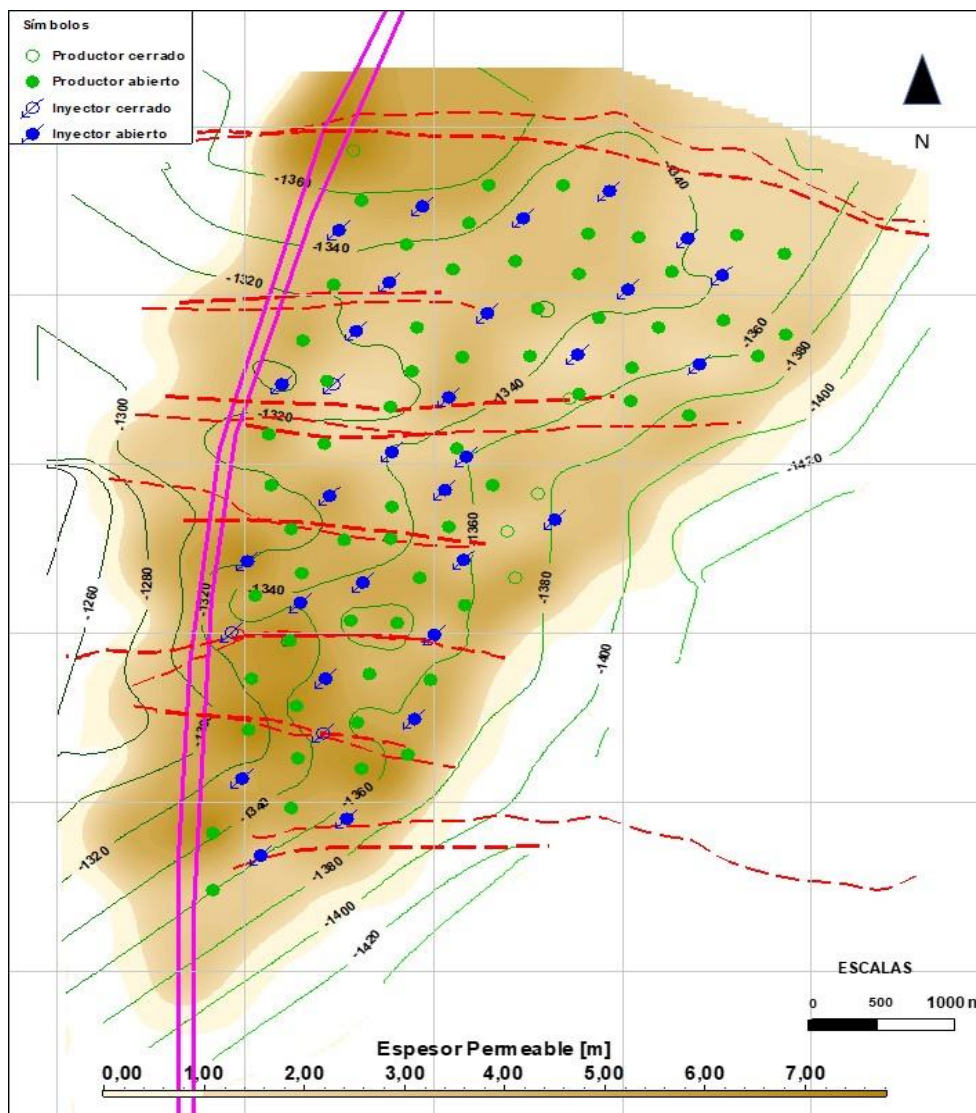 Símbolos
Productor cerrado
Productor abierto
Inyector cerrado
Inyector abierto
N
-1360
-1340
-1340
-1320
-1360
-1380
-1340
-1400
-1300
-1320
-1420
1360
-1280
-1380
-1260
-1320
-1340
-1400
-1360
-1340
-1320
-1380
-1400
-1420
ESCALAS
0 500 1000 m
Espesor Permeable [m]
0,00 1,00 2,00 3,00 4,00 5,00 6,00 7,00